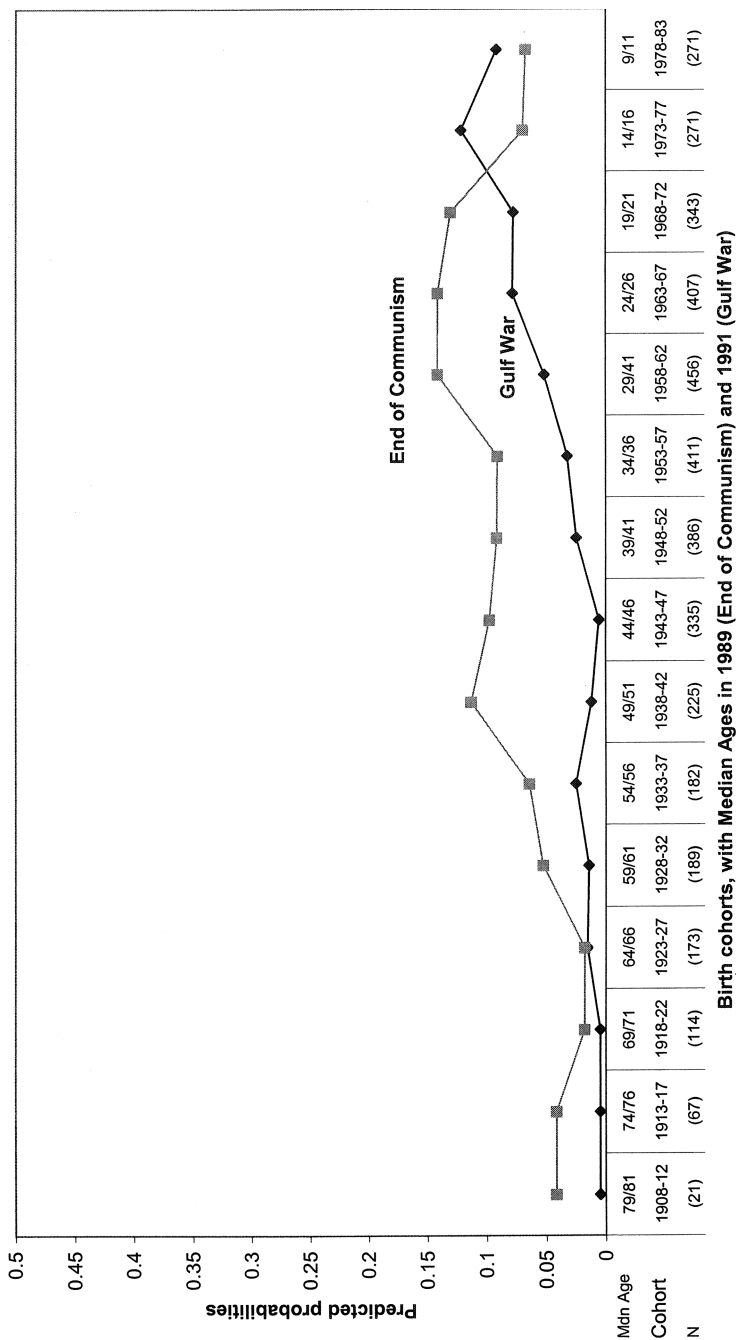 0.5
0.45
0.4
0.35
0.3
0.25
0.2
0.15
0.1
0.05
0
Predicted probabilities
End of Communism
Gulf War
Mdn Age 79/81 74/76 69/71 64/66 59/61 54/56 49/51 44/46 39/41 34/36 29/41 24/26 19/21 14/16 9/11
Cohort 1908-12 1913-17 1918-22 1923-27 1928-32 1933-37 1938-42 1943-47 1948-52 1953-57 1958-62 1963-67 1968-72 1973-77 1978-83
N (21) (67) (114) (173) (189) (182) (225) (335) (386) (411) (456) (407) (343) (271) (271)
Birth cohorts, with Median Ages in 1989 (End of Communism) and 1991 (Gulf War)